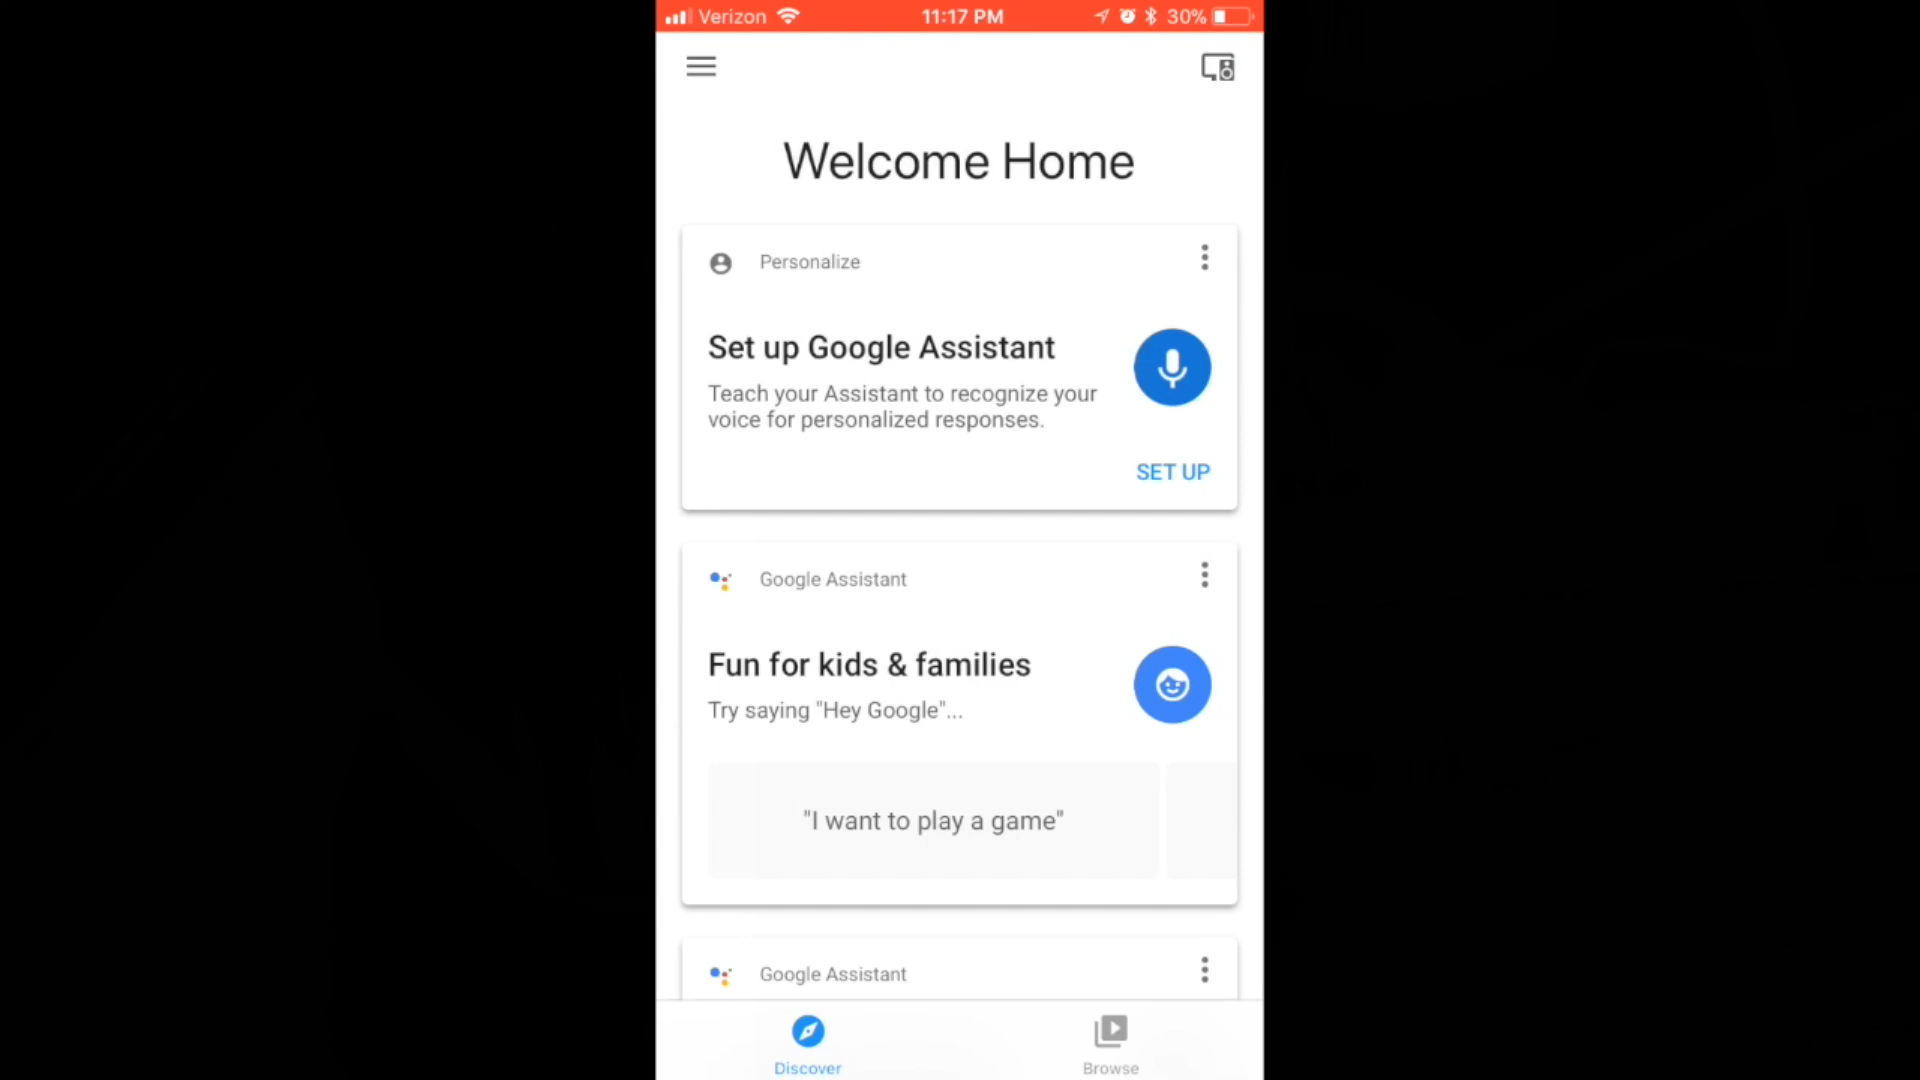 Verizon 11:17 PM 30%
Welcome Home
Personalize
Set up Google Assistant
Teach your Assistant to recognize your
voice for personalized responses.
SET UP
Google Assistant
Fun for kids & families
Try saying "Hey Google"...
"I want to play a game"
Google Assistant
Discover Browse